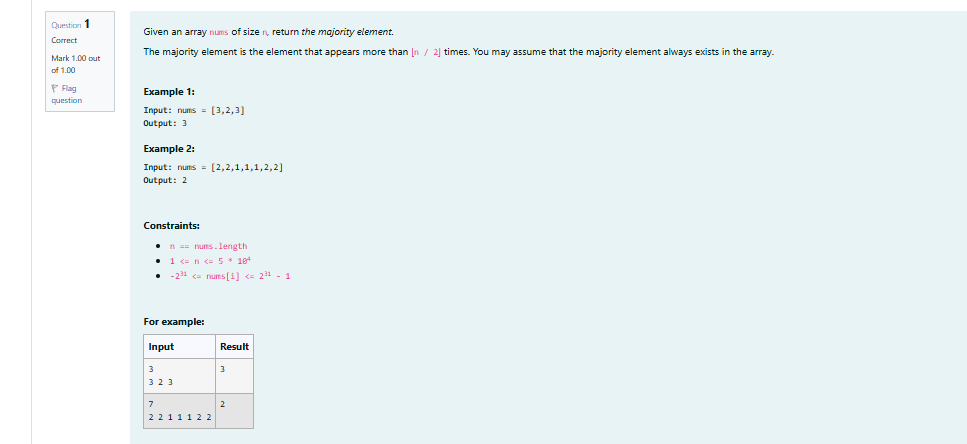 Question 1
Correct
Mark 1.00 out
of 1.00
Flag
question
Given an array nums of size n, return the majority element.
The majority element is the element that appears more than ⌊n / 2⌋ times. You may assume that the majority element always exists in the array.
Example 1:
Input: nums = [3,2,3]
Output: 3
Example 2:
Input: nums = [2,2,1,1,1,2,2]
Output: 2
Constraints:
n == nums.length
1 <= n <= 5 * 10⁴
-2³¹ <= nums[i] <= 2³¹ - 1
For example:
Input Result
3 3
3 2 3
7 2
2 2 1 1 1 2 2